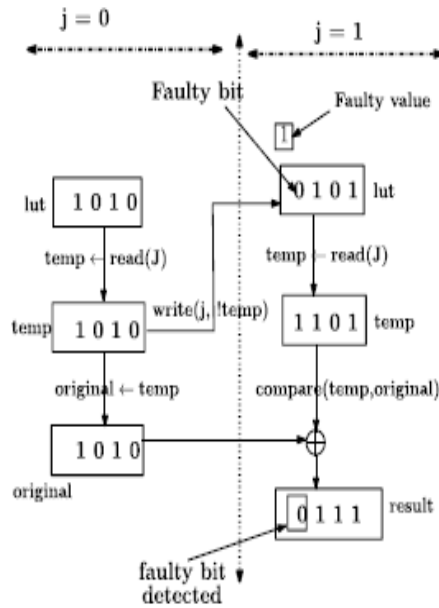 j = 0
j = 1
Faulty bit
Faulty value
1
lut 1 0 1 0
0 1 0 1 lut
temp ← read(J)
temp ← read(J)
write(j, !temp)
temp 1 0 1 0
1 1 0 1 temp
original ← temp
compare(temp,original)
1 0 1 0
original
0 1 1 1 result
faulty bit
detected